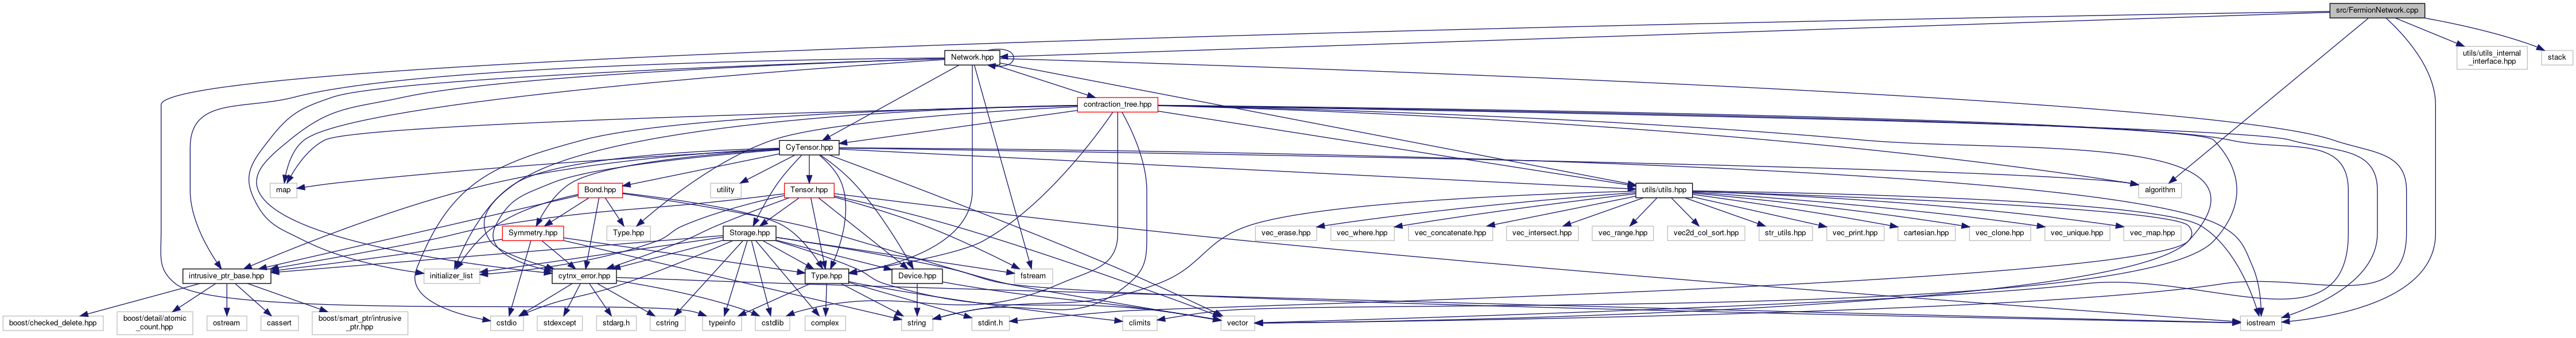 src/FermionNetwork.cpp
Network.hpp
utils/utils_internal
_interface.hpp
stack
contraction_tree.hpp
CyTensor.hpp
map
Bond.hpp
utility
Tensor.hpp
utils/utils.hpp
algorithm
Symmetry.hpp
Type.hpp
Storage.hpp
vec_erase.hpp
vec_where.hpp
vec_concatenate.hpp
vec_intersect.hpp
vec_range.hpp
vec2d_col_sort.hpp
str_utils.hpp
vec_print.hpp
cartesian.hpp
vec_clone.hpp
vec_unique.hpp
vec_map.hpp
intrusive_ptr_base.hpp
initializer_list
cytnx_error.hpp
Type.hpp
Device.hpp
fstream
boost/checked_delete.hpp
boost/detail/atomic
_count.hpp
ostream
cassert
boost/smart_ptr/intrusive
_ptr.hpp
cstdio
stdexcept
stdarg.h
cstring
typeinfo
cstdlib
complex
string
stdint.h
climits
vector
iostream